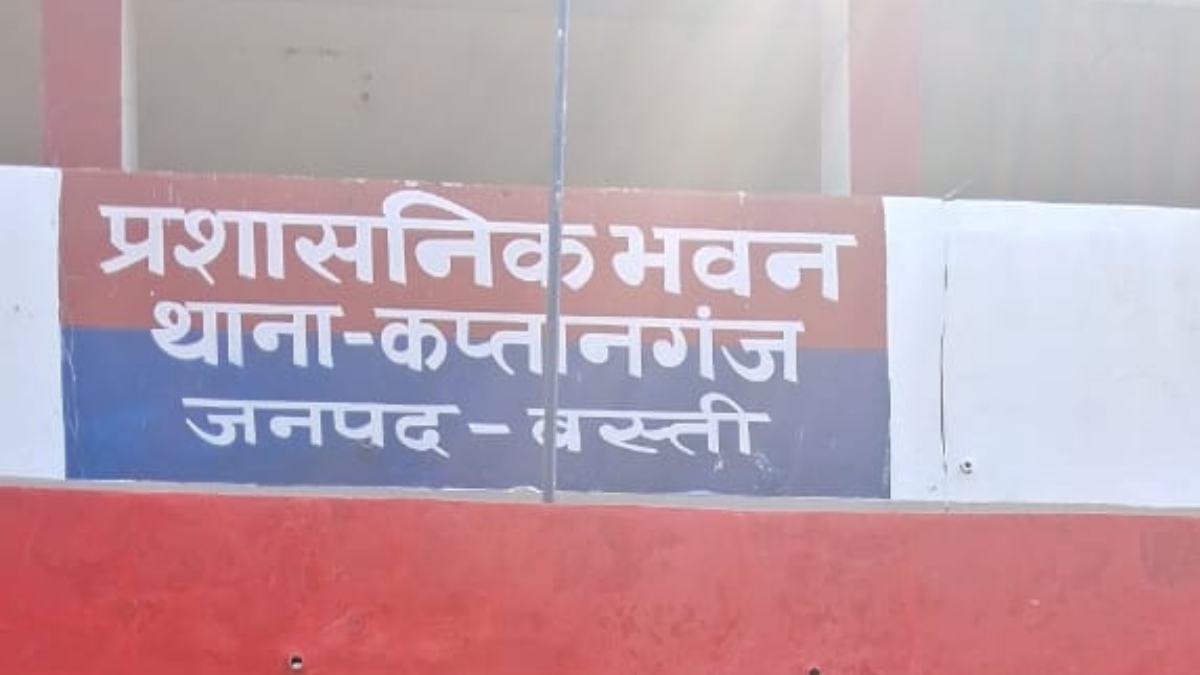 प्रशासनिक भवन
थाना-कप्तानगंज
जनपद - बस्ती